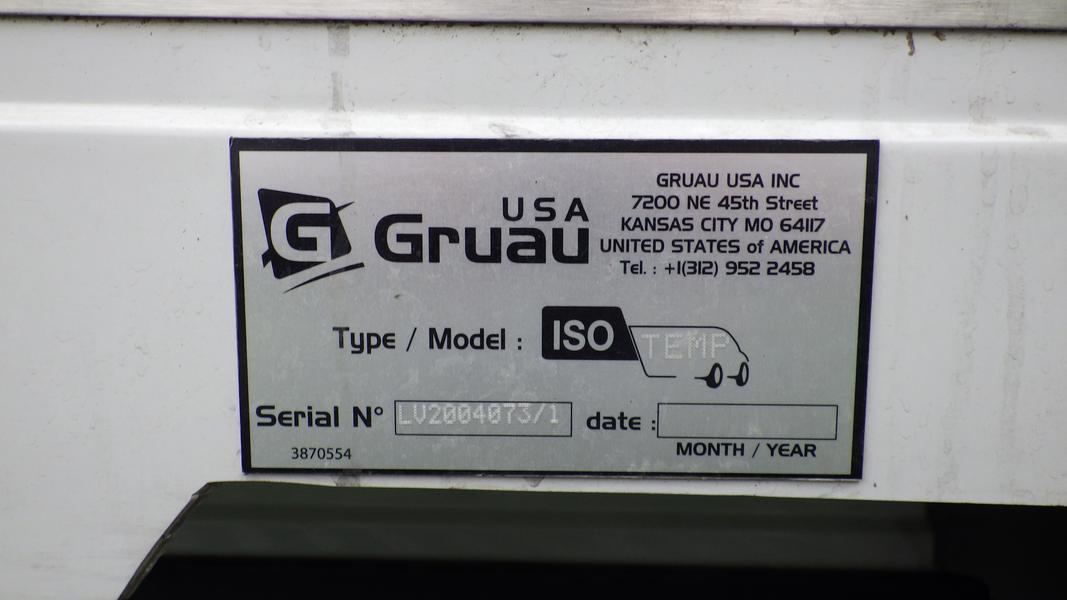 G
USA
Gruau
GRUAU USA INC
7200 NE 45th Street
KANSAS CITY MO 64117
UNITED STATES of AMERICA
Tel. : +1(312) 952 2458
Type / Model : ISO TEMP
Serial N° LV2004073/1 date :
3870554 MONTH / YEAR